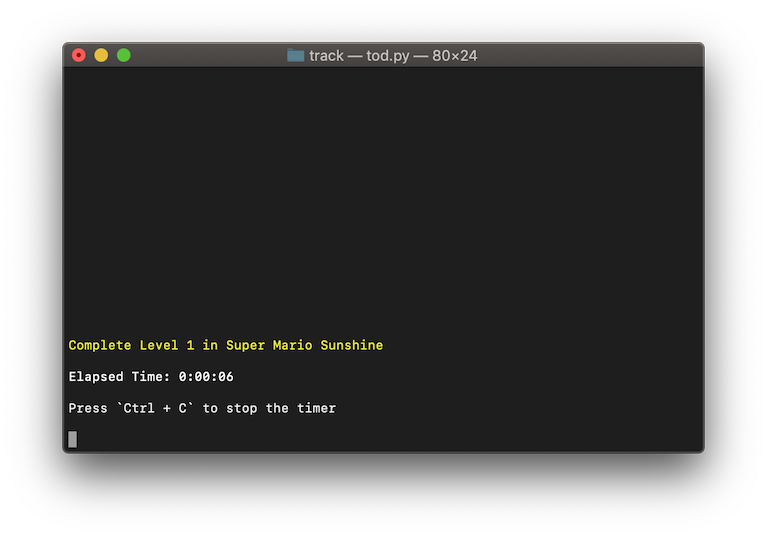 track — tod.py — 80×24
Complete Level 1 in Super Mario Sunshine
Elapsed Time: 0:00:06
Press `Ctrl + C` to stop the timer